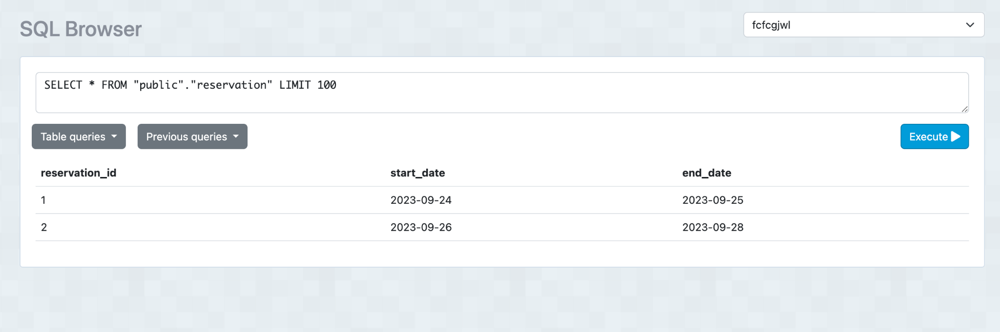 SQL Browser
fcfcgjwl
SELECT * FROM "public"."reservation" LIMIT 100
Table queries
Previous queries
Execute
reservation_id start_date end_date
1 2023-09-24 2023-09-25
2 2023-09-26 2023-09-28